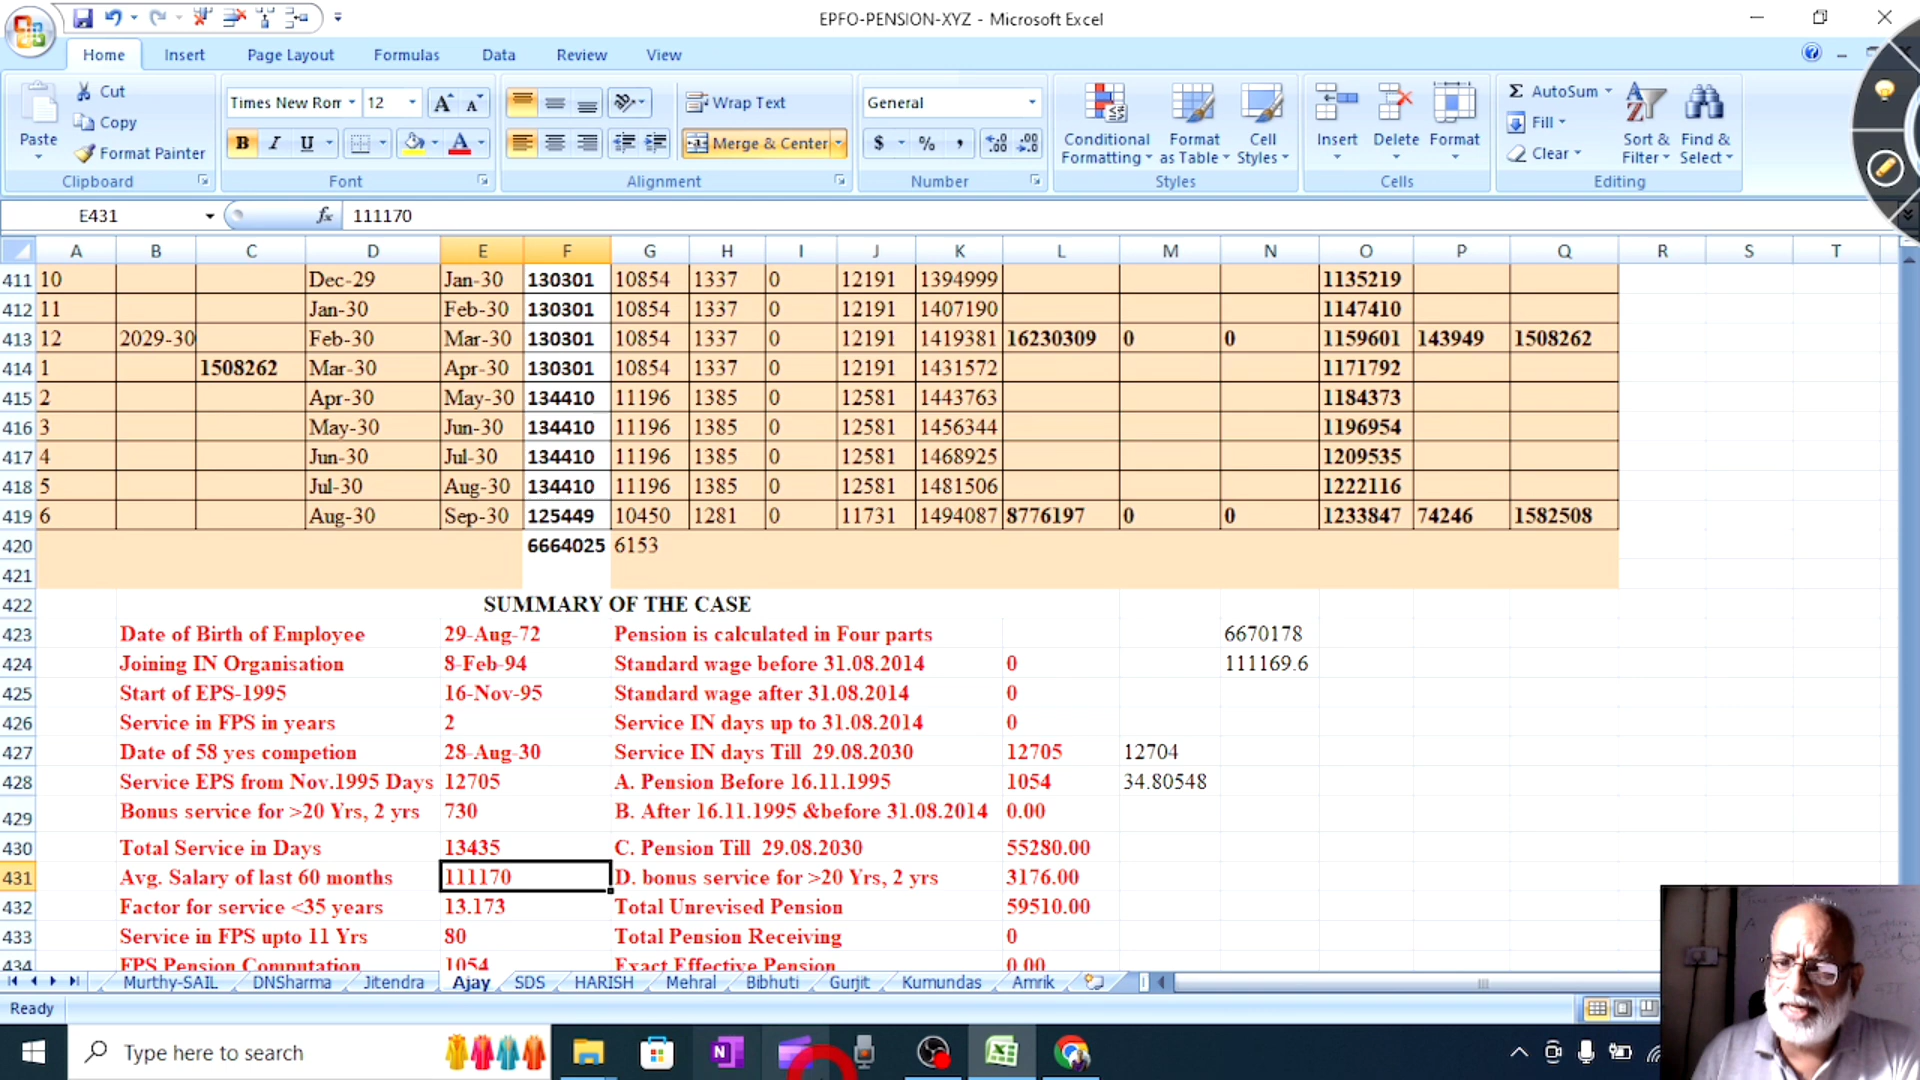 EPFO-PENSION-XYZ - Microsoft Excel
Home Insert Page Layout Formulas Data Review View
Paste
Cut
Copy
Format Painter
Clipboard
Times New Ron 12
Font
Wrap Text
Merge & Center
Alignment
General
Number
Conditional Formatting
Format as Table
Cell Styles
Styles
Insert Delete Format
Cells
AutoSum
Fill
Clear
Sort & Filter
Find & Select
Editing
E431 fx 111170
A B C D E F G H I J K L M N O P Q R S T
411 10 Dec-29 Jan-30 130301 10854 1337 0 12191 1394999 1135219
412 11 Jan-30 Feb-30 130301 10854 1337 0 12191 1407190 1147410
413 12 2029-30 Feb-30 Mar-30 130301 10854 1337 0 12191 1419381 16230309 0 0 1159601 143949 1508262
414 1 1508262 Mar-30 Apr-30 130301 10854 1337 0 12191 1431572 1171792
415 2 Apr-30 May-30 134410 11196 1385 0 12581 1443763 1184373
416 3 May-30 Jun-30 134410 11196 1385 0 12581 1456344 1196954
417 4 Jun-30 Jul-30 134410 11196 1385 0 12581 1468925 1209535
418 5 Jul-30 Aug-30 134410 11196 1385 0 12581 1481506 1222116
419 6 Aug-30 Sep-30 125449 10450 1281 0 11731 1494087 8776197 0 0 1233847 74246 1582508
420 6664025 6153
421
422 SUMMARY OF THE CASE
423 Date of Birth of Employee 29-Aug-72 Pension is calculated in Four parts 6670178
424 Joining IN Organisation 8-Feb-94 Standard wage before 31.08.2014 0 111169.6
425 Start of EPS-1995 16-Nov-95 Standard wage after 31.08.2014 0
426 Service in FPS in years 2 Service IN days up to 31.08.2014 0
427 Date of 58 yes competion 28-Aug-30 Service IN days Till 29.08.2030 12705 12704
428 Service EPS from Nov.1995 Days 12705 A. Pension Before 16.11.1995 1054 34.80548
429 Bonus service for >20 Yrs, 2 yrs 730 B. After 16.11.1995 &before 31.08.2014 0.00
430 Total Service in Days 13435 C. Pension Till 29.08.2030 55280.00
431 Avg. Salary of last 60 months 111170 D. bonus service for >20 Yrs, 2 yrs 3176.00
432 Factor for service <35 years 13.173 Total Unrevised Pension 59510.00
433 Service in FPS upto 11 Yrs 80 Total Pension Receiving 0
434 FPS Pension Computation 1054 Exact Effective Pension 0.00
Murthy-SAIL DNSharma Jitendra Ajay SDS HARISH Mehral Bibhuti Gurjit Kumundas Amrik
Ready
Type here to search